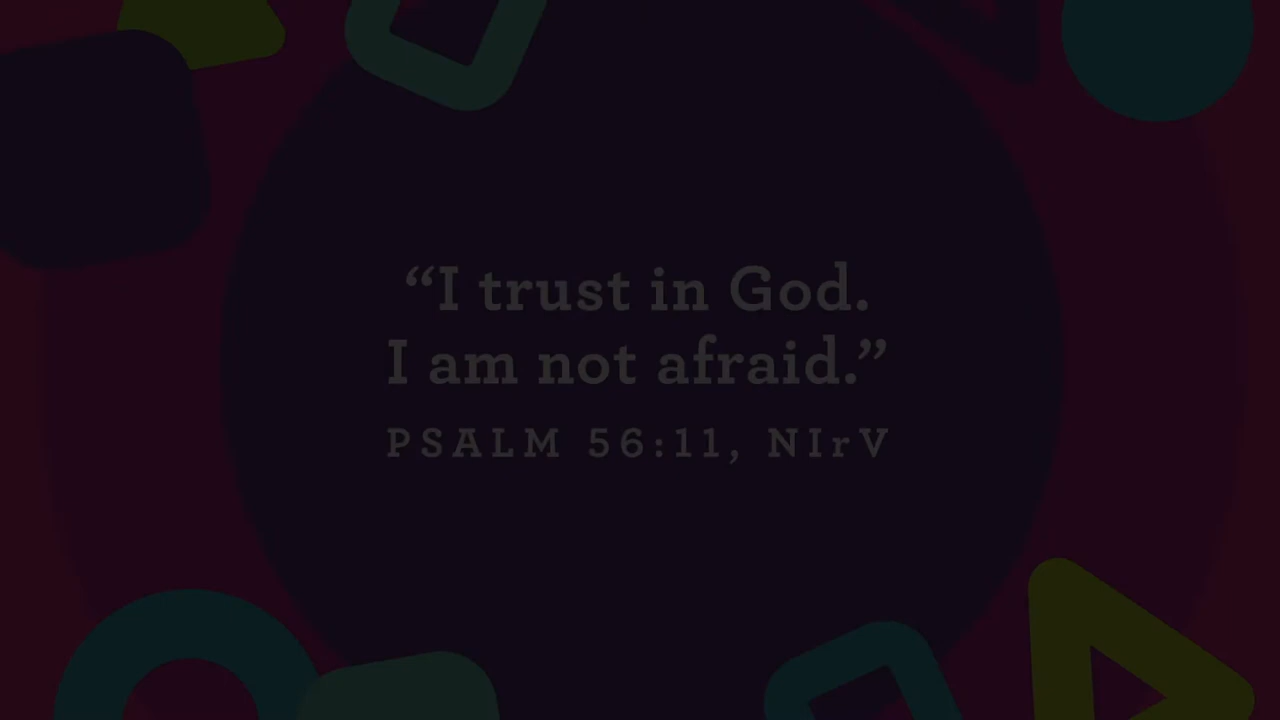 “I trust in God.
I am not afraid.”
PSALM 56:11, NIrV